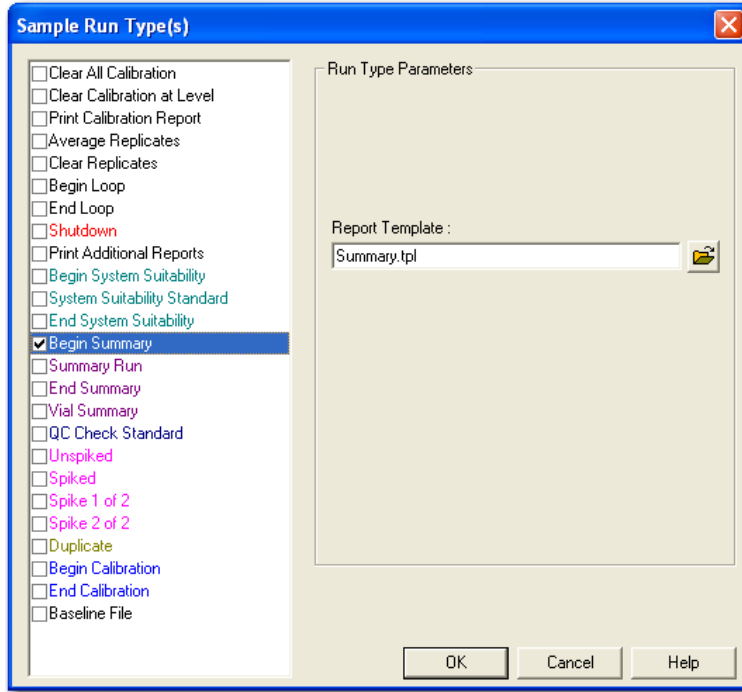 Sample Run Type(s)
Clear All Calibration
Clear Calibration at Level
Print Calibration Report
Average Replicates
Clear Replicates
Begin Loop
End Loop
Shutdown
Print Additional Reports
Begin System Suitability
System Suitability Standard
End System Suitability
Begin Summary
Summary Run
End Summary
Vial Summary
QC Check Standard
Unspiked
Spiked
Spike 1 of 2
Spike 2 of 2
Duplicate
Begin Calibration
End Calibration
Baseline File
Run Type Parameters
Report Template :
Summary.tpl
OK Cancel Help